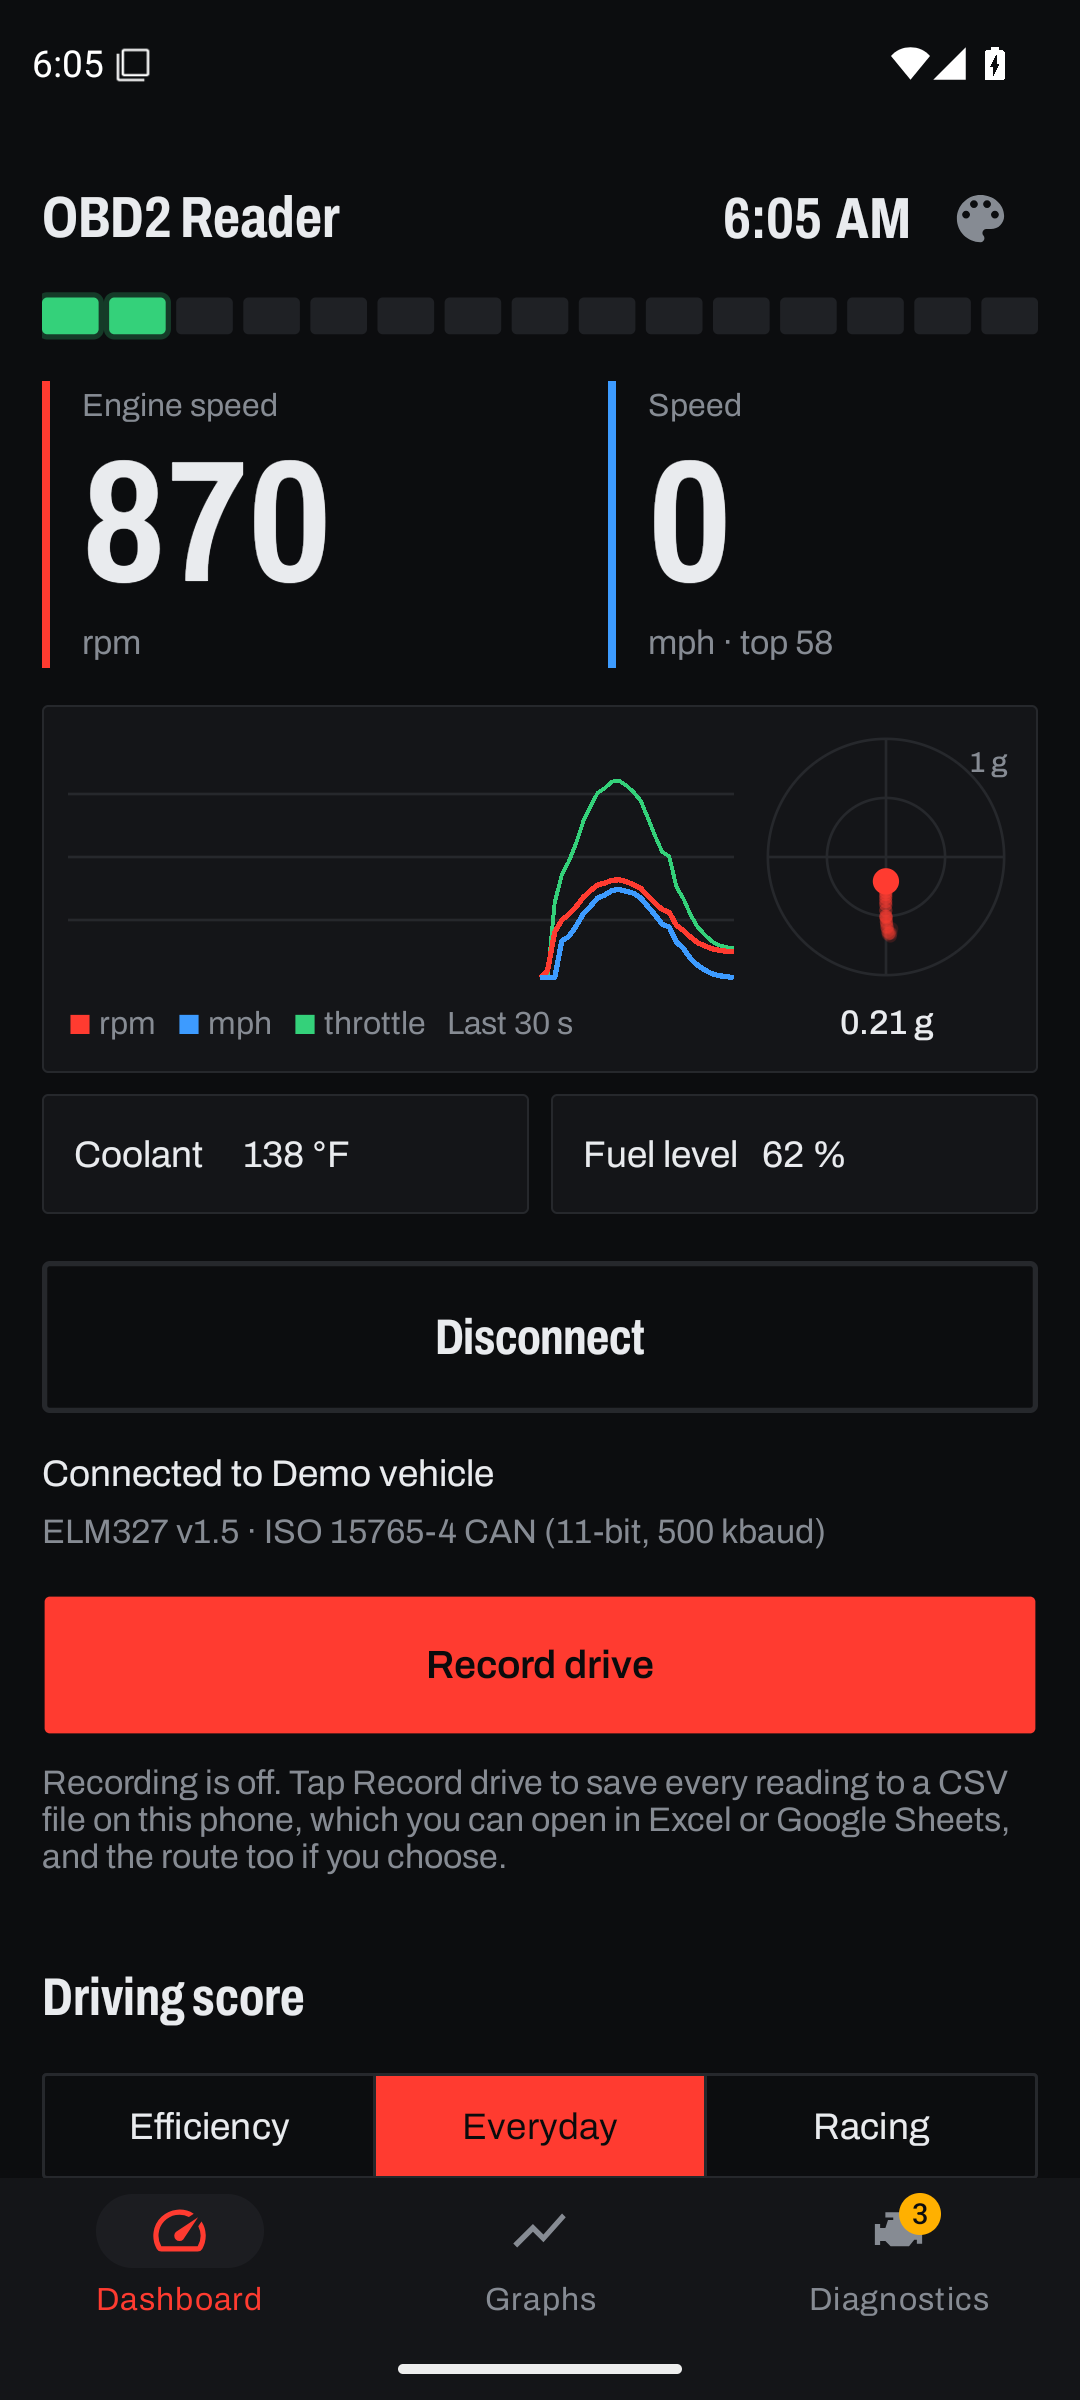 6:05
OBD2 Reader
6:05 AM
Engine speed
870
rpm
Speed
0
mph · top 58
1 g
rpm mph throttle Last 30 s
0.21 g
Coolant 138 °F
Fuel level 62 %
Disconnect
Connected to Demo vehicle
ELM327 v1.5 · ISO 15765-4 CAN (11-bit, 500 kbaud)
Record drive
Recording is off. Tap Record drive to save every reading to a CSV
file on this phone, which you can open in Excel or Google Sheets,
and the route too if you choose.
Driving score
Efficiency
Everyday
Racing
3
Dashboard
Graphs
Diagnostics